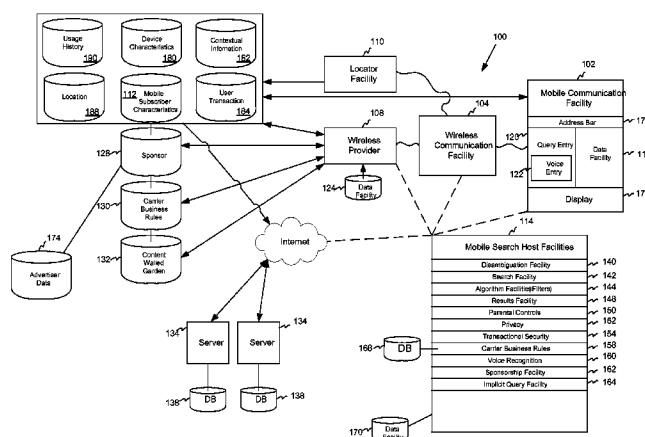 Usage
History
190
Device
Characteristics
180
Contextual
Information
182
Location
188
112
Mobile
Subscriber
Characteristics
User
Transaction
184
110
Locator
Facility
100
102
Mobile Communication
Facility
Address Bar
17
120
Query Entry
122
Voice
Entry
Data
Facility
11
Display
17
104
Wireless
Communication
Facility
108
Wireless
Provider
124
Data
Facility
128
Sponsor
130
Carrier
Business
Rules
132
Content
Walled
Garden
174
Advertiser
Data
Internet
134
Server
134
Server
138
DB
DB
138
114
Mobile Search Host Facilities
Disambiguation Facility
140
Search Facility
142
Algorithm Facilities(Filters)
144
Results Facility
148
Parental Controls
150
Privacy
152
Transactional Security
154
Carrier Business Rules
158
Voice Recognition
160
Sponsorship Facility
162
Implicit Query Facility
164
168
DB
170
Data
Facility